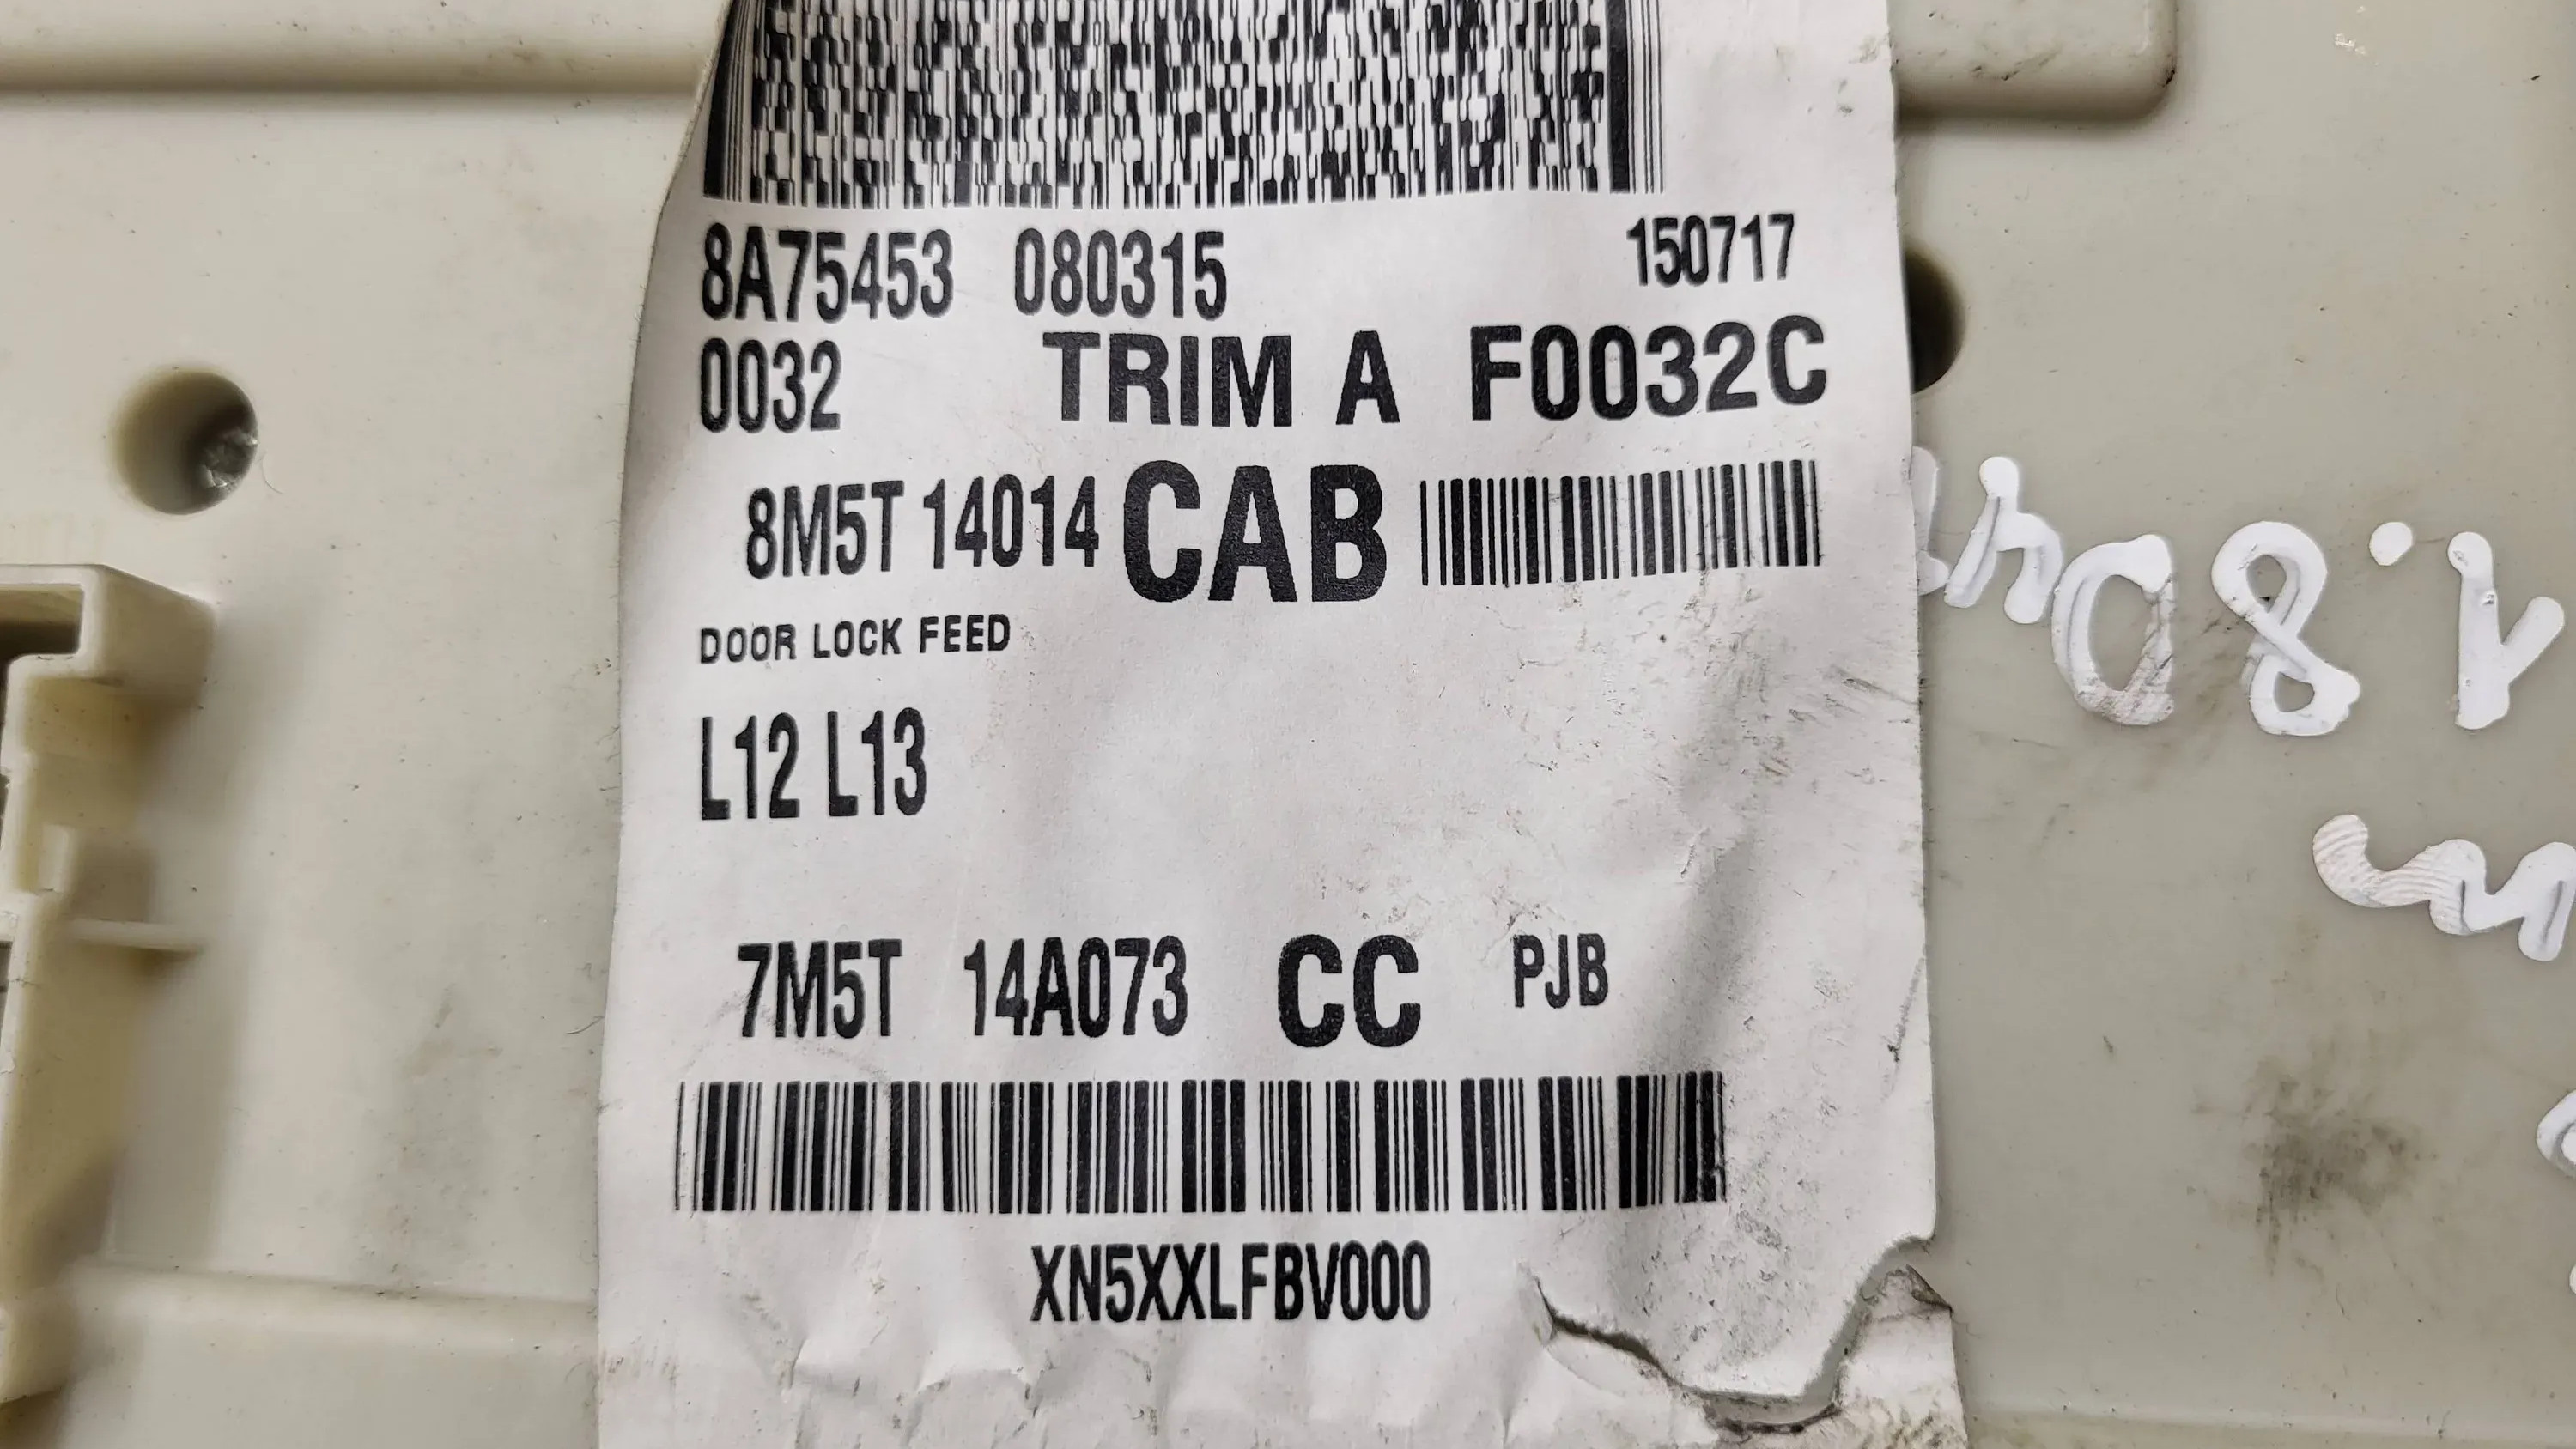 8A75453 080315 150717
0032 TRIM A F0032C
8M5T 14014 CAB
DOOR LOCK FEED
L12 L13
7M5T 14A073 CC PJB
XN5XXLFBV000